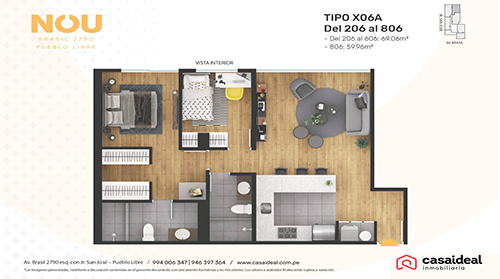 NOU
BRASIL 2790
PUEBLO LIBRE
TIPO X06A
Del 206 al 806
- Del 206 al 606: 69.06m²
- 806: 59.96m²
AV. BRASIL
VISTA INTERIOR
Av. Brasil 2790 esq. con Jr. San José – Pueblo Libre / 994 006 347 | 946 397 364 / www.casaideal.com.pe
casaideal
inmobiliaria